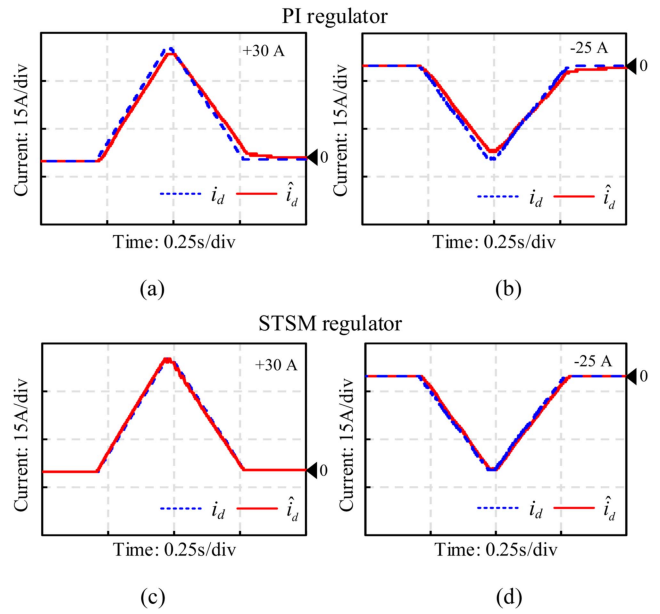 PI regulator
Current: 15A/div
+30 A
0
i_d î_d
Time: 0.25s/div
(a)
Current: 15A/div
-25 A
0
i_d î_d
Time: 0.25s/div
(b)
STSM regulator
Current: 15A/div
+30 A
0
i_d î_d
Time: 0.25s/div
(c)
Current: 15A/div
-25 A
0
i_d î_d
Time: 0.25s/div
(d)